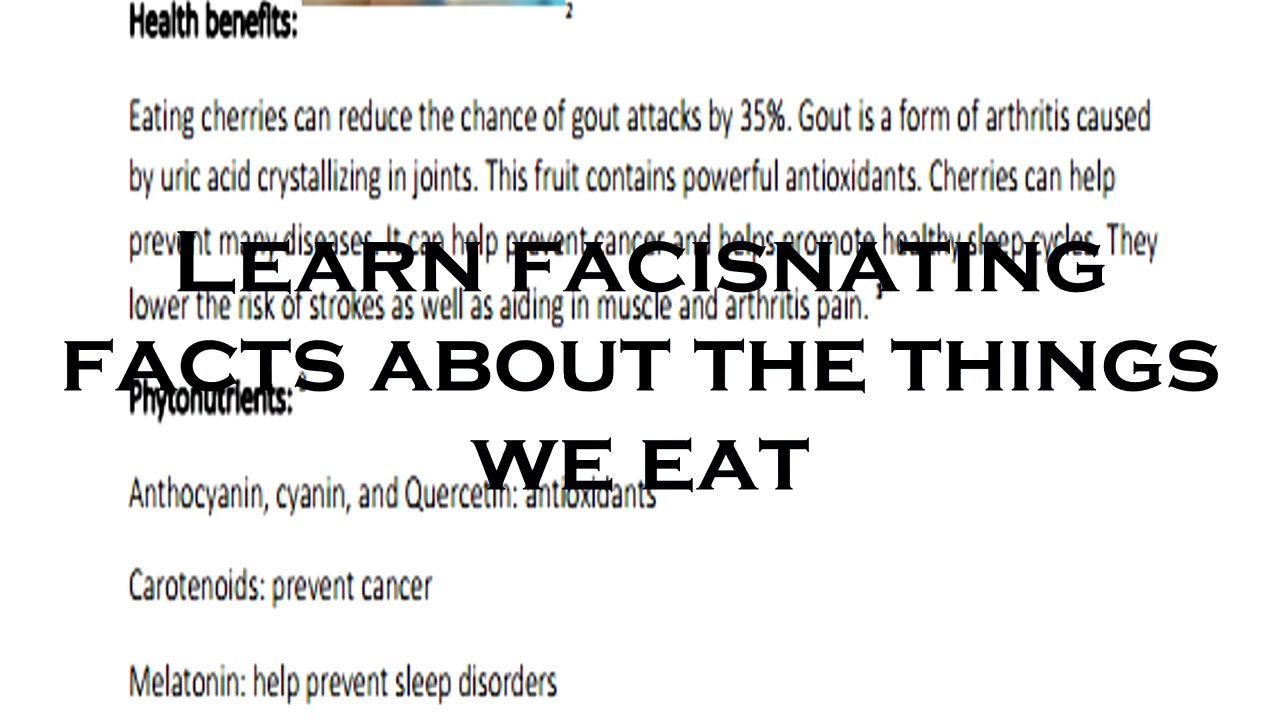 Health benefits: 2
Eating cherries can reduce the chance of gout attacks by 35%. Gout is a form of arthritis caused
by uric acid crystallizing in joints. This fruit contains powerful antioxidants. Cherries can help
prevent many diseases. It can help prevent cancer and helps promote healthy sleep cycles. They
LEARN FACISNATING
lower the risk of strokes as well as aiding in muscle and arthritis pain. 3
FACTS ABOUT THE THINGS
Phytonutrients:
WE EAT
Anthocyanin, cyanin, and Quercetin: antioxidants
Carotenoids: prevent cancer
Melatonin: help prevent sleep disorders